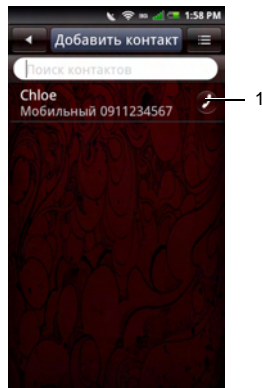 1:58 PM
Добавить контакт
Поиск контактов
Chloe
1
Мобильный 0911234567